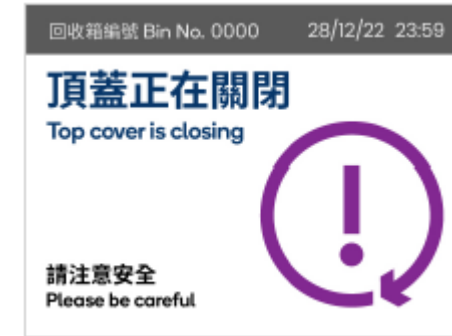 回收箱編號 Bin No. 0000 28/12/22 23:59
頂蓋正在關閉
Top cover is closing
請注意安全
Please be careful